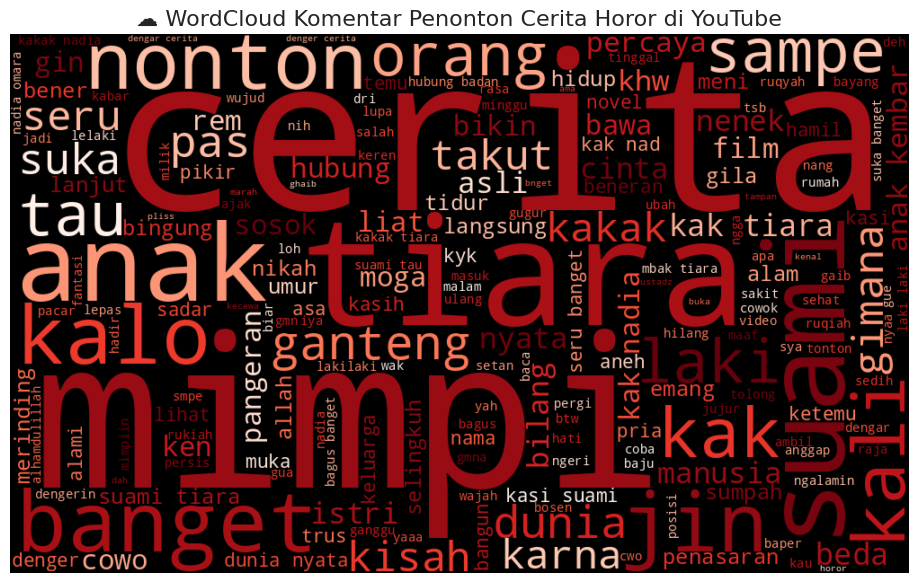 ☁ WordCloud Komentar Penonton Cerita Horor di YouTube
kakak nadia
dengar cerita
denger cerita
nonton
orang
percaya
tinggal
sampe
deh
nadia omara
gin
temu
hubung badan
rasa
ama
hidup
khw
meni
ruqyah
bayang
bener
kabar
wujud
dri
minggu
novel
tsb
seru
rem
lupa
bikin
bawa
nenek
hamil
jadi
lelaki
pas
nih
salah
kak nad
film
nang
suka banget
anak kembar
suka
pikir
milik
keren
hubung
takut
cinta
gila
rumah
cerita
lanjut
marah
ajak
ghaib
asli
bnget
beneran
tampan
tau
bingung
pliss
sosok
tidur
gugur
ubah
liat
langsung
kakak
kak
ngga
tiara
kasi
laki laki
anak
loh
kakak tiara
kyk
apa
kenal
gaib
fantasi
nikah
suami tau
masuk
mbak tiara
alam
umur
moga
malam
ustadz
sakit
sehat
gimana
nyaa gue
tiara
pacar
lepas
sadar
kecewa
asa
kasih
ulang
buka
cowok
video
ruqiah
kalo
hadir
biar
gmn
iya
seru banget
nadia
hilang
maaf
sya
tonton
ganteng
nyata
laki
suami
kali
pangeran
lakilaki
wak
setan
baca
aneh
tolong
sedih
merinding
alhamdulillah
smpe
allah
yah
bilang
pergi
kak
emang
jujur
ambil
dengar
mimpi
lihat
nadia
bagus banget
bagus
btw
pria
ketemu
alami
rukiah
ken
keluarga
selingkuh
nama
hati
kak
anggap
raja
persis
mimpiin
muka
gua
gmna
ngeri
coba
baju
manusia
ngalamin
dah
dengerin
suami tiara
wajah
bosen
kasi suami
sumpah
banget
istri
dunia
jin
posisi
trus
ganggu
yaaa
bangun
karna
cwo
penasaran
baper
kau
beda
denger
cowo
dunia nyata
kisah
horor